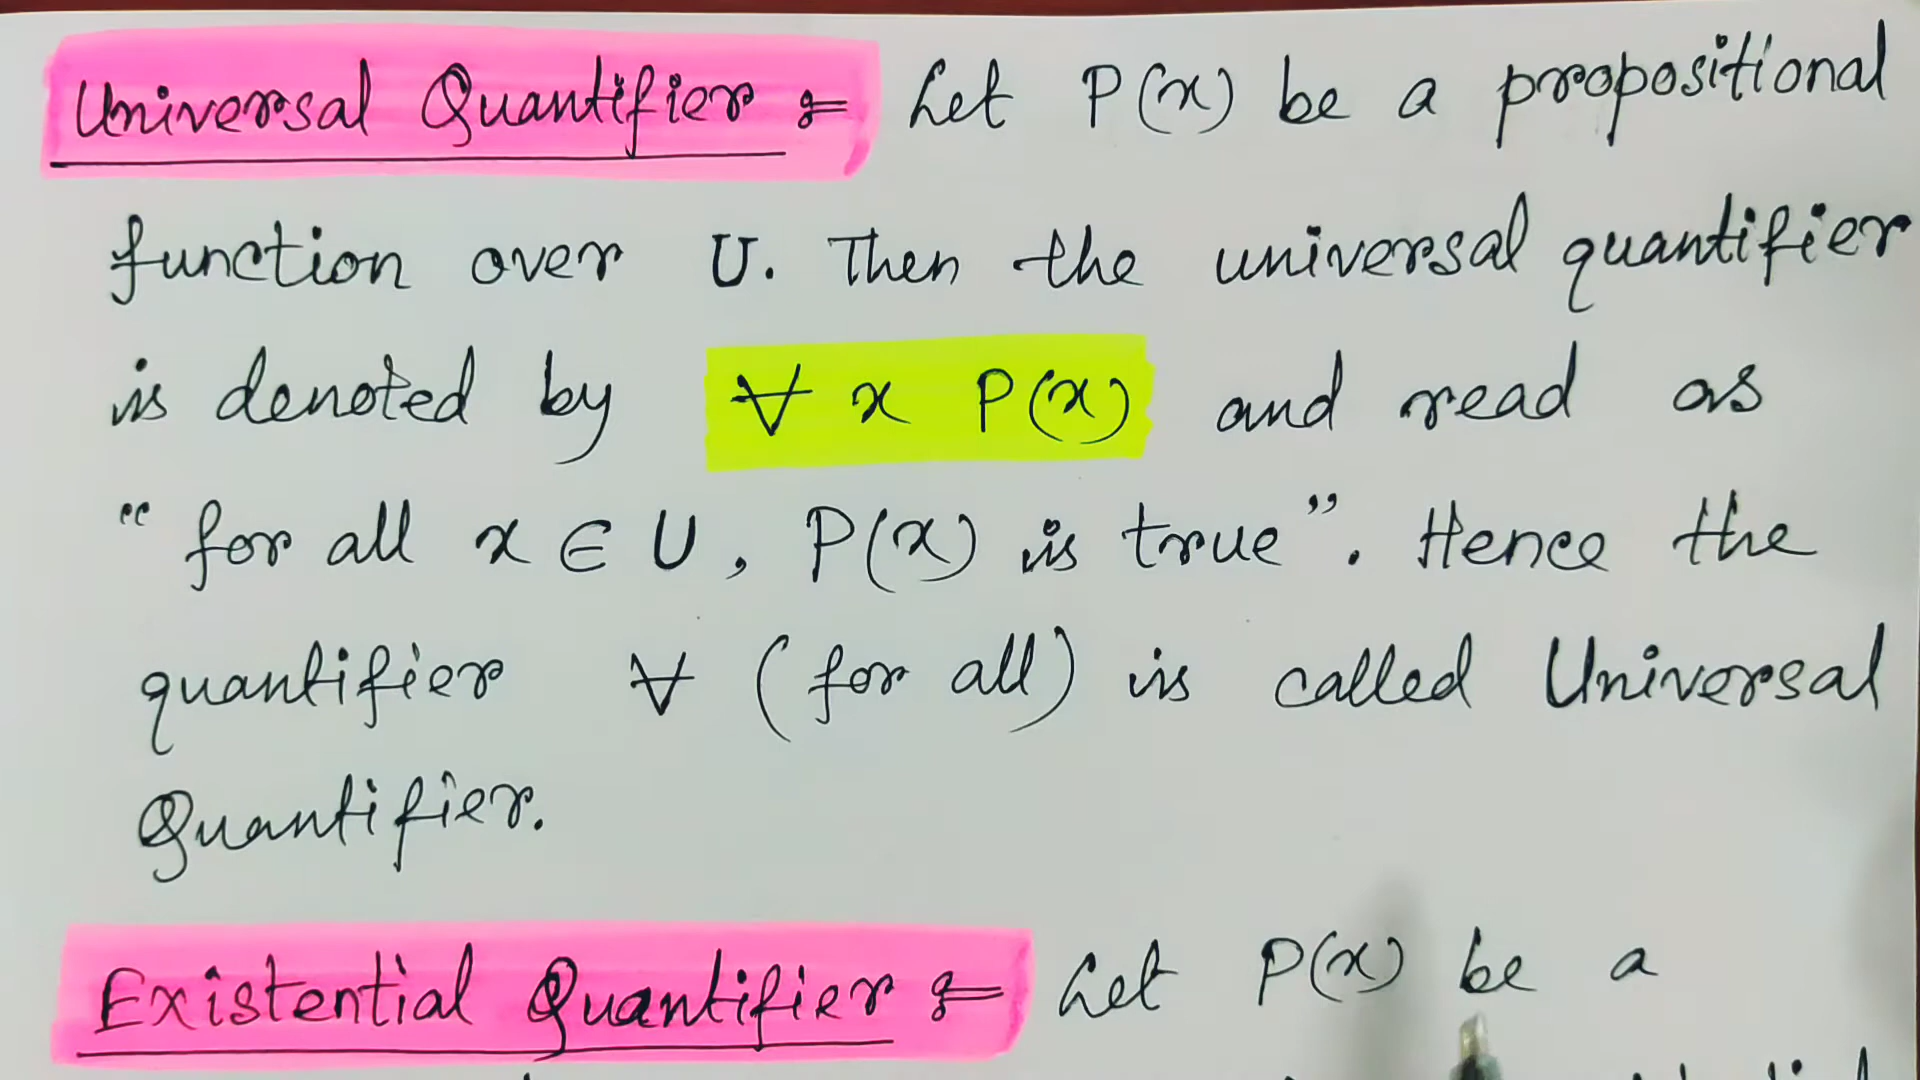 Universal Quantifier := Let P(x) be a propositional
function over U. Then the universal quantifier
is denoted by ∀ x P(x) and read as
“for all x ∈ U, P(x) is true”. Hence the
quantifier ∀ (for all) is called Universal
Quantifier.
Existential Quantifier := Let P(x) be a